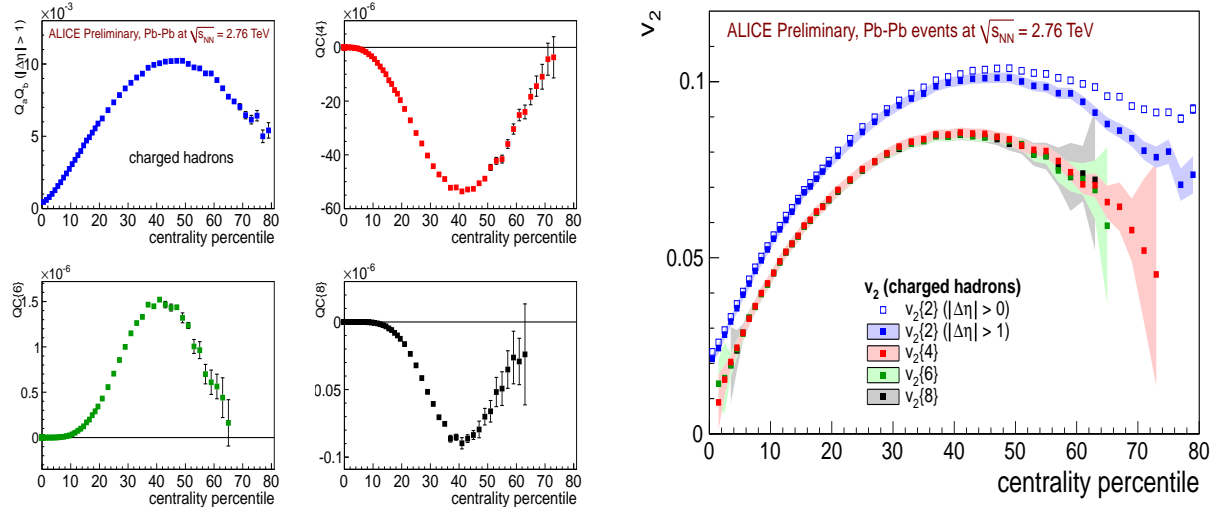 ×10⁻³
ALICE Preliminary, Pb-Pb at √s_NN = 2.76 TeV
Q_aQ_b (|Δη| > 1)
10
5
0
charged hadrons
0 10 20 30 40 50 60 70 80
centrality percentile
×10⁻⁶
QC{4}
0
-20
-40
-60
0 10 20 30 40 50 60 70 80
centrality percentile
×10⁻⁶
QC{6}
1.5
1
0.5
0
0 10 20 30 40 50 60 70 80
centrality percentile
×10⁻⁶
QC{8}
0
0.05
-0.1
0 10 20 30 40 50 60 70 80
centrality percentile
v₂
ALICE Preliminary, Pb-Pb events at √s_NN = 2.76 TeV
0.1
0.05
0
v₂ (charged hadrons)
v₂{2} (|Δη| > 0)
v₂{2} (|Δη| > 1)
v₂{4}
v₂{6}
v₂{8}
0 10 20 30 40 50 60 70 80
centrality percentile